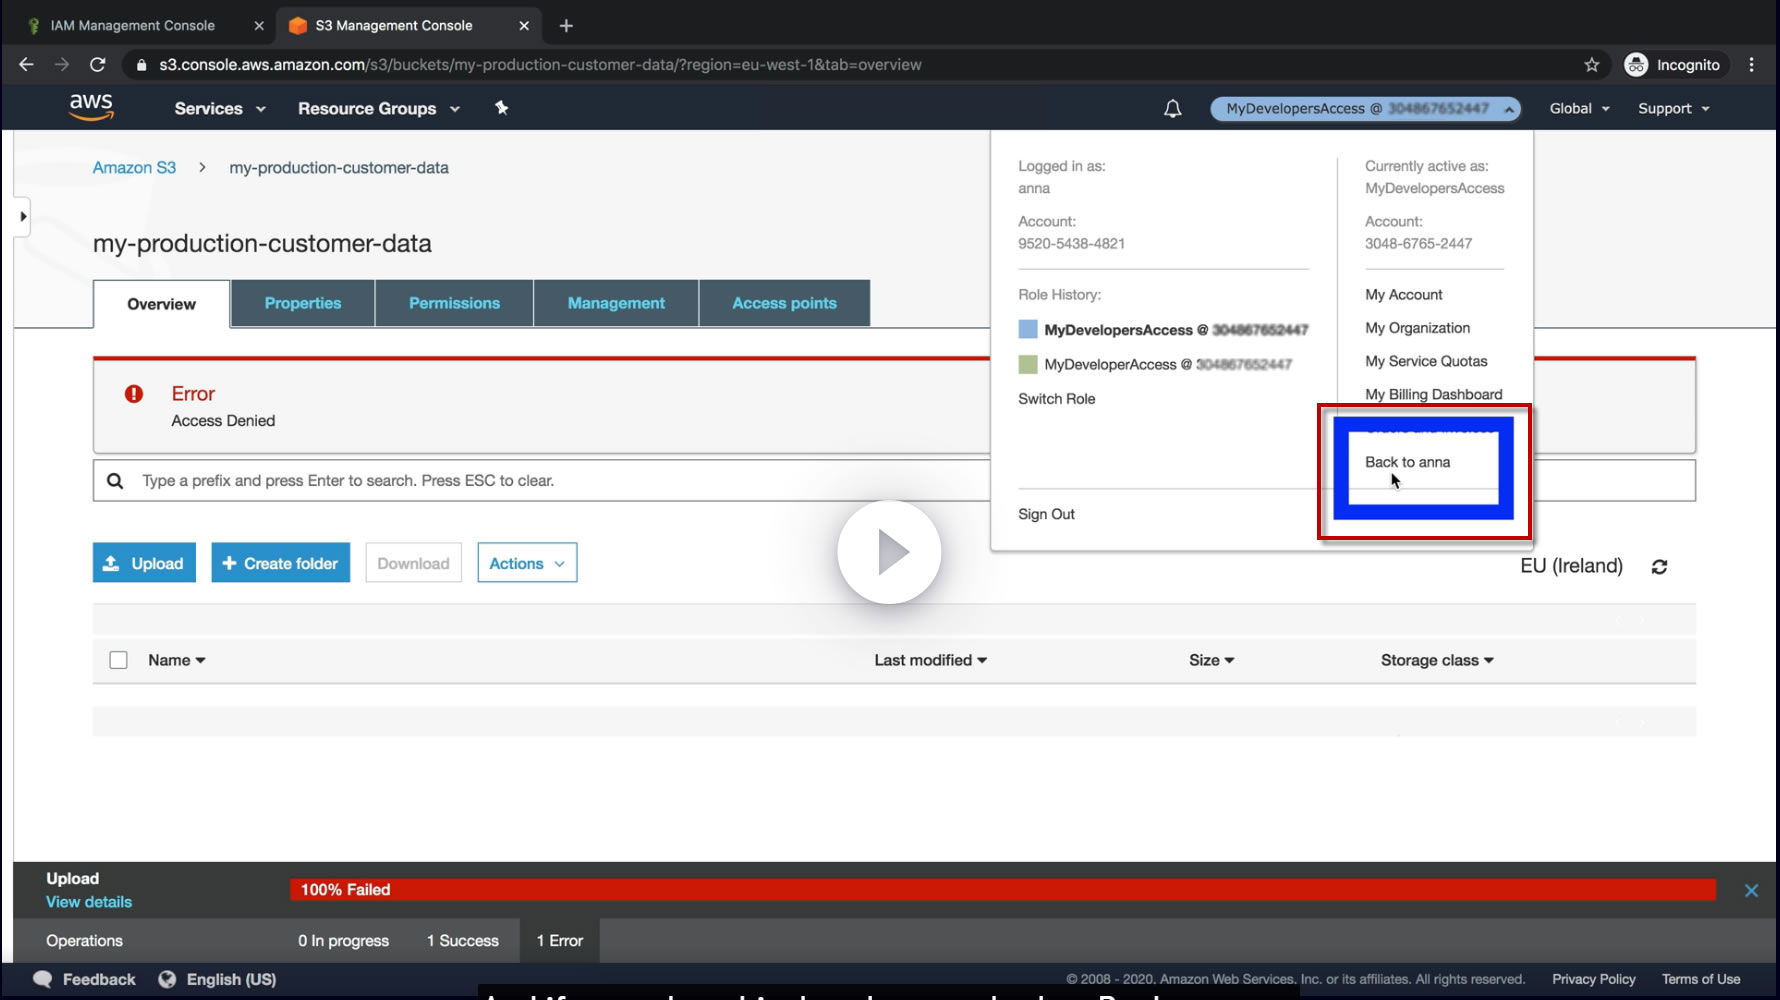 IAM Management Console
S3 Management Console
s3.console.aws.amazon.com/s3/buckets/my-production-customer-data/?region=eu-west-1&tab=overview
Incognito
aws
Services
Resource Groups
MyDevelopersAccess @ 304867652447
Global
Support
Amazon S3 > my-production-customer-data
my-production-customer-data
Overview
Properties
Permissions
Management
Access points
Error
Access Denied
Type a prefix and press Enter to search. Press ESC to clear.
Logged in as:
anna
Account:
9520-5438-4821
Role History:
MyDevelopersAccess @ 304867652447
MyDeveloperAccess @ 304867652447
Switch Role
Sign Out
Currently active as:
MyDevelopersAccess
Account:
3048-6765-2447
My Account
My Organization
My Service Quotas
My Billing Dashboard
Back to anna
Upload
Create folder
Download
Actions
EU (Ireland)
Name
Last modified
Size
Storage class
Upload
View details
100% Failed
Operations
0 In progress
1 Success
1 Error
Feedback
English (US)
© 2008 - 2020, Amazon Web Services, Inc. or its affiliates. All rights reserved.
Privacy Policy
Terms of Use